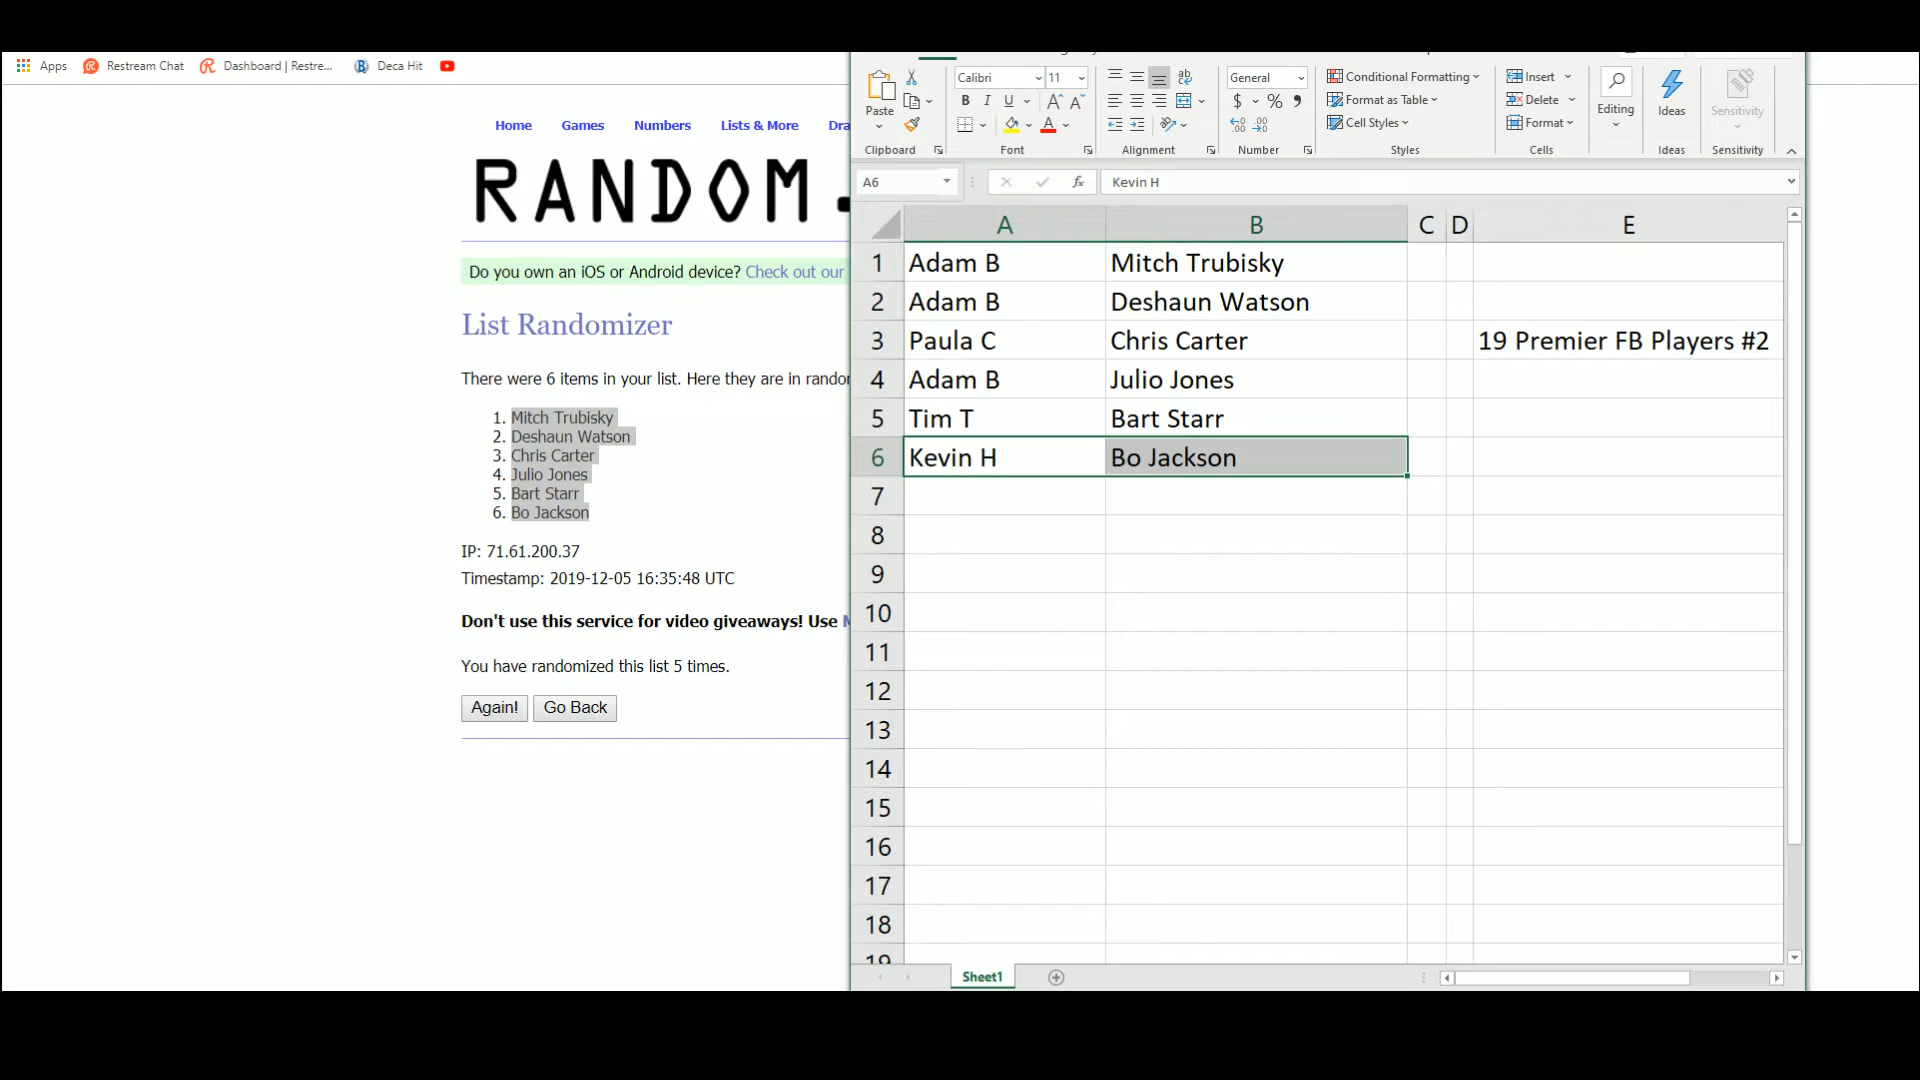 Apps Restream Chat Dashboard | Restre... Deca Hit
Home Games Numbers Lists & More Dra
RANDOM.
Do you own an iOS or Android device? Check out our
List Randomizer
There were 6 items in your list. Here they are in random
1. Mitch Trubisky
2. Deshaun Watson
3. Chris Carter
4. Julio Jones
5. Bart Starr
6. Bo Jackson
IP: 71.61.200.37
Timestamp: 2019-12-05 16:35:48 UTC
Don't use this service for video giveaways! Use
You have randomized this list 5 times.
Again! Go Back
Calibri 11 General Conditional Formatting Insert
Paste B I U $ % Format as Table Delete Editing Ideas Sensitivity
Cell Styles Format
Clipboard Font Alignment Number Styles Cells Ideas Sensitivity
A6 fx Kevin H
A B C D E
1 Adam B Mitch Trubisky
2 Adam B Deshaun Watson
3 Paula C Chris Carter 19 Premier FB Players #2
4 Adam B Julio Jones
5 Tim T Bart Starr
6 Kevin H Bo Jackson
7
8
9
10
11
12
13
14
15
16
17
18
19
Sheet1